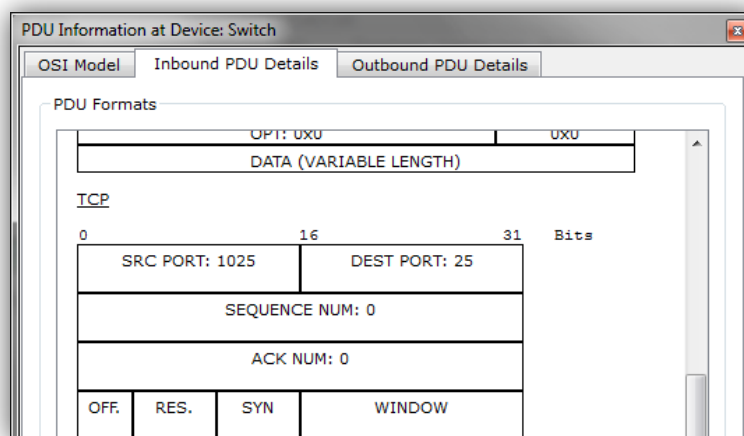 PDU Information at Device: Switch
OSI Model Inbound PDU Details Outbound PDU Details
PDU Formats
OPT: 0x0 0x0
DATA (VARIABLE LENGTH)
TCP
0 16 31 Bits
SRC PORT: 1025 DEST PORT: 25
SEQUENCE NUM: 0
ACK NUM: 0
OFF. RES. SYN WINDOW